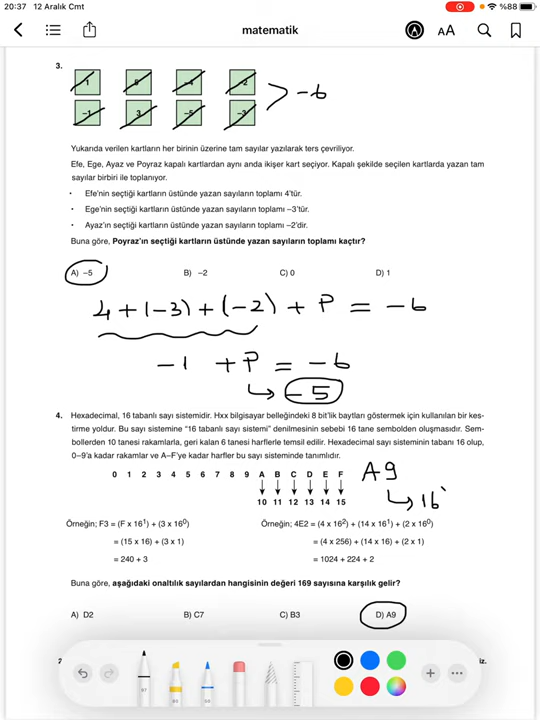 20:37 12 Aralık Cmt %88
AA matematik
3.
1 -4 -2
-1 3 -5 -3 > -6
Yukarıda verilen kartların her birinin üzerine tam sayılar yazılarak ters çevriliyor.
Efe, Ege, Ayaz ve Poyraz kapalı kartlardan aynı anda ikişer kart seçiyor. Kapalı şekilde seçilen kartlarda yazan tam
sayılar birbiri ile toplanıyor.
• Efe'nin seçtiği kartların üstünde yazan sayıların toplamı 4'tür.
• Ege'nin seçtiği kartların üstünde yazan sayıların toplamı –3'tür.
• Ayaz'ın seçtiği kartların üstünde yazan sayıların toplamı –2'dir.
Buna göre, Poyraz'ın seçtiği kartların üstünde yazan sayıların toplamı kaçtır?
A) –5 B) –2 C) 0 D) 1
4 + (-3) + (-2) + P = -6
-1 + P = -6
-5
4. Hexadecimal, 16 tabanlı sayı sistemidir. Hxx bilgisayar belleğindeki 8 bit'lik baytları göstermek için kullanılan bir kes-
tirme yoldur. Bu sayı sistemine "16 tabanlı sayı sistemi" denilmesinin sebebi 16 tane sembolden oluşmasıdır. Sem-
bollerden 10 tanesi rakamlarla, geri kalan 6 tanesi harflerle temsil edilir. Hexadecimal sayı sisteminin tabanı 16 olup,
0–9'a kadar rakamlar ve A–F'ye kadar harfler bu sayı sisteminde tanımlıdır.
0 1 2 3 4 5 6 7 8 9 A B C D E F
10 11 12 13 14 15
A9
16
Örneğin; F3 = (F x 16¹) + (3 x 16⁰)
= (15 x 16) + (3 x 1)
= 240 + 3
Örneğin; 4E2 = (4 x 16²) + (14 x 16¹) + (2 x 16⁰)
= (4 x 256) + (14 x 16) + (2 x 1)
= 1024 + 224 + 2
Buna göre, aşağıdaki onaltılık sayılardan hangisinin değeri 169 sayısına karşılık gelir?
A) D2 B) C7 C) B3 D) A9